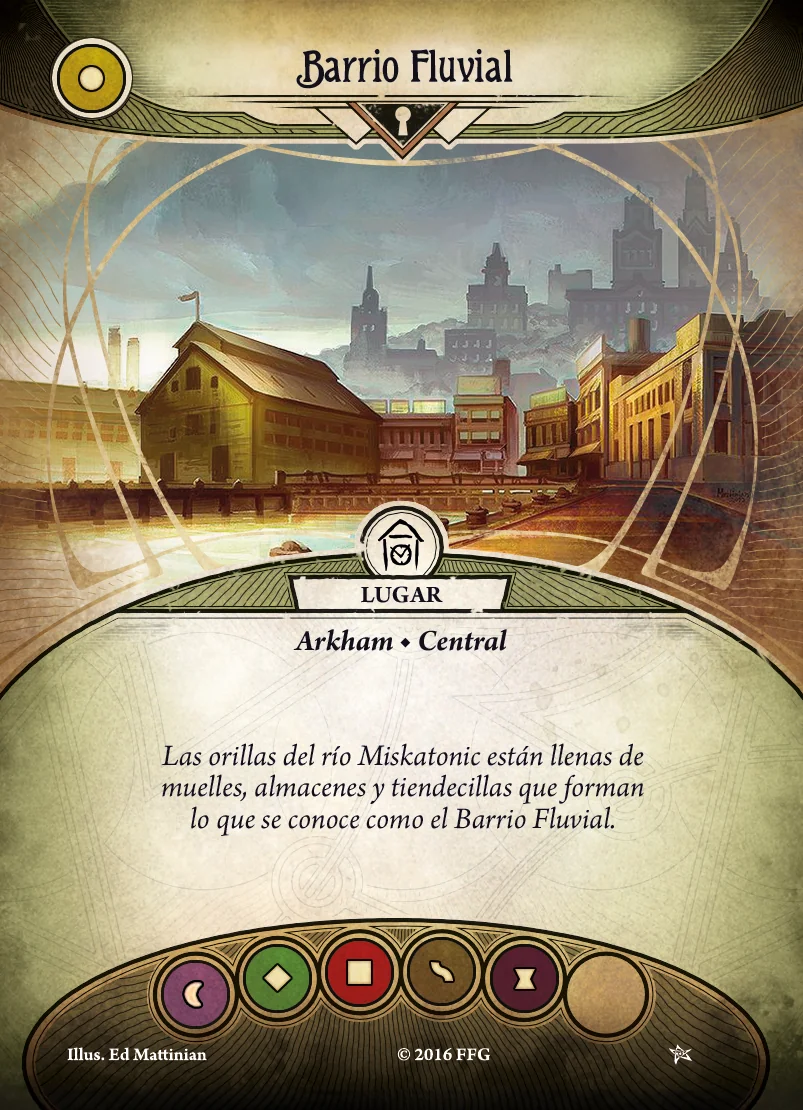 Barrio Fluvial
LUGAR
Arkham ⬩ Central
Las orillas del río Miskatonic están llenas de
muelles, almacenes y tiendecillas que forman
lo que se conoce como el Barrio Fluvial.
Illus. Ed Mattinian
© 2016 FFG